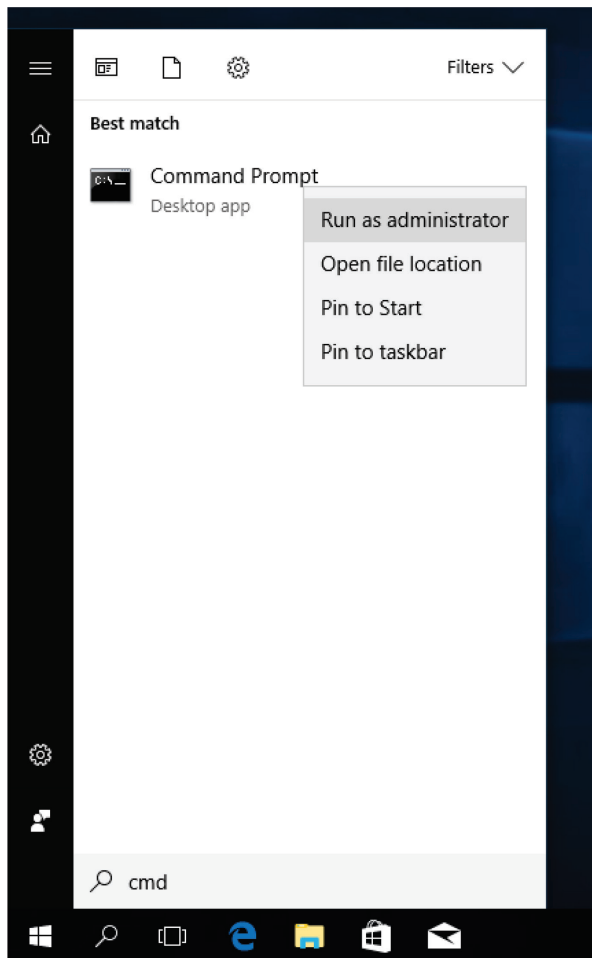 Filters
Best match
C:\_
Command Prompt
Desktop app
Run as administrator
Open file location
Pin to Start
Pin to taskbar
cmd